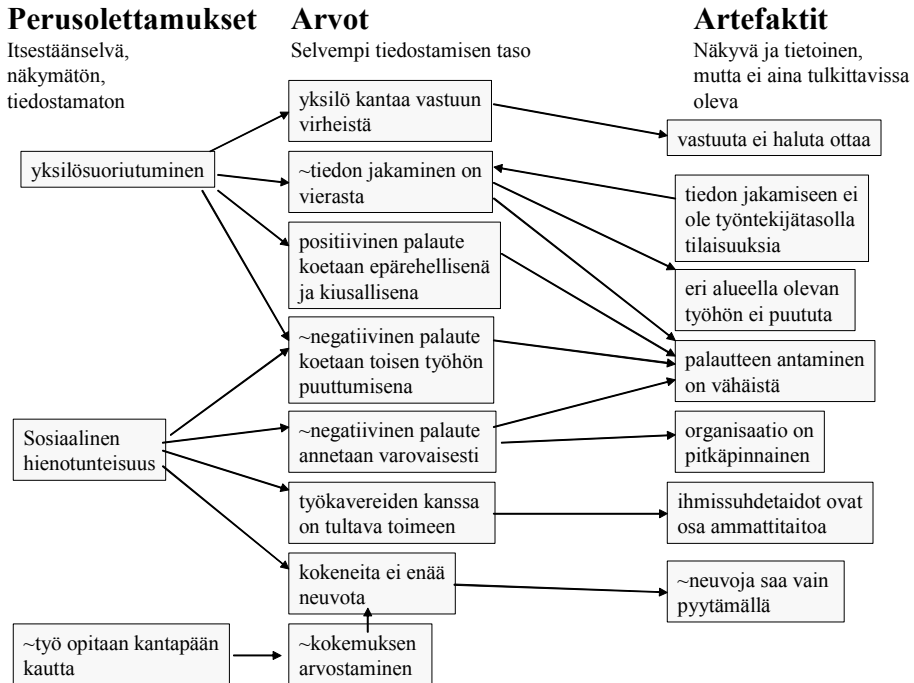 Perusolettamukset
Itsestäänselvä,
näkymätön,
tiedostamaton
Arvot
Selvempi tiedostamisen taso
Artefaktit
Näkyvä ja tietoinen,
mutta ei aina tulkittavissa
oleva
yksilösuoriutuminen
Sosiaalinen
hienotunteisuus
~työ opitaan kantapään
kautta
yksilö kantaa vastuun
virheistä
~tiedon jakaminen on
vierasta
positiivinen palaute
koetaan epärehellisenä
ja kiusallisena
~negatiivinen palaute
koetaan toisen työhön
puuttumisena
~negatiivinen palaute
annetaan varovaisesti
työkavereiden kanssa
on tultava toimeen
kokeneita ei enää
neuvota
~kokemuksen
arvostaminen
vastuuta ei haluta ottaa
tiedon jakamiseen ei
ole työntekijätasolla
tilaisuuksia
eri alueella olevan
työhön ei puututa
palautteen antaminen
on vähäistä
organisaatio on
pitkäpinnainen
ihmissuhdetaidot ovat
osa ammattitaitoa
~neuvoja saa vain
pyytämällä